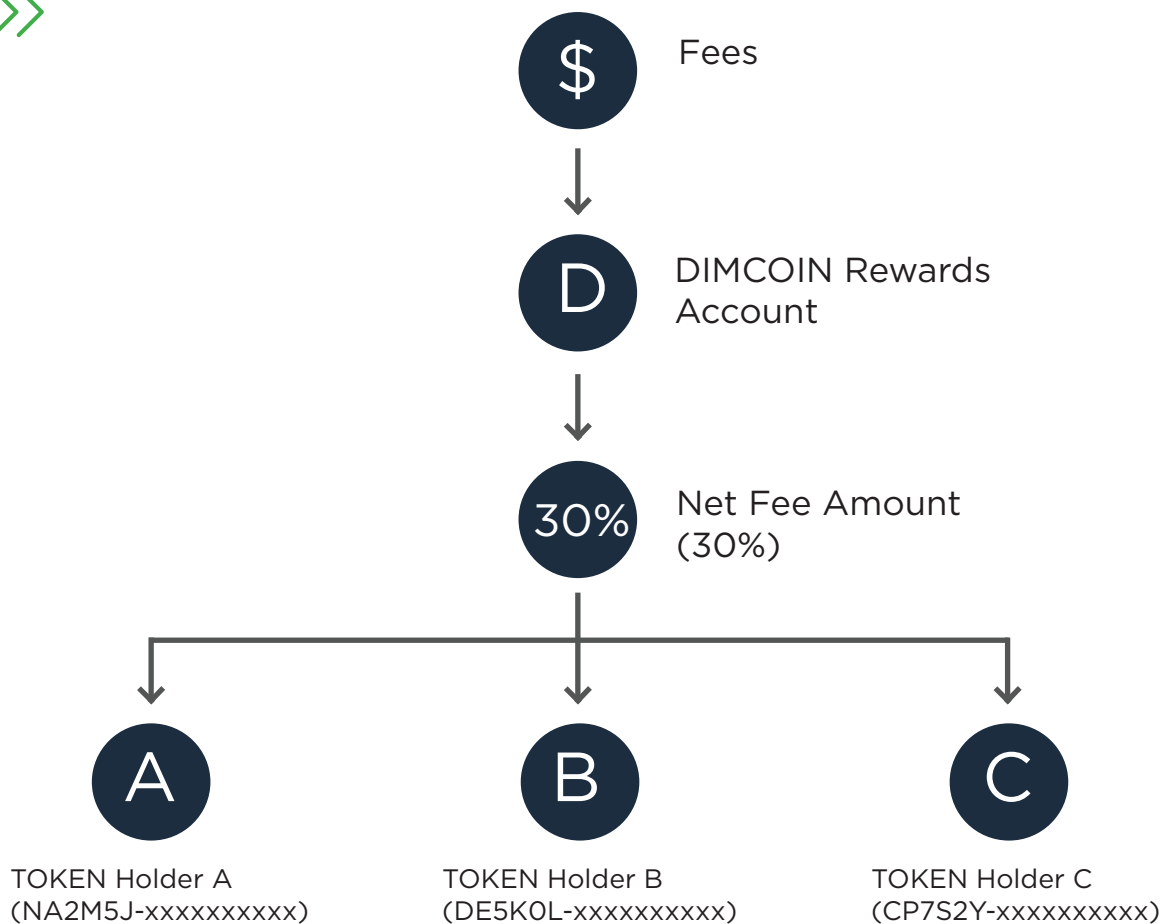 $
Fees
D
DIMCOIN Rewards
Account
30%
Net Fee Amount
(30%)
A
B
C
TOKEN Holder A
(NA2M5J-xxxxxxxxxx)
TOKEN Holder B
(DE5K0L-xxxxxxxxxx)
TOKEN Holder C
(CP7S2Y-xxxxxxxxxx)